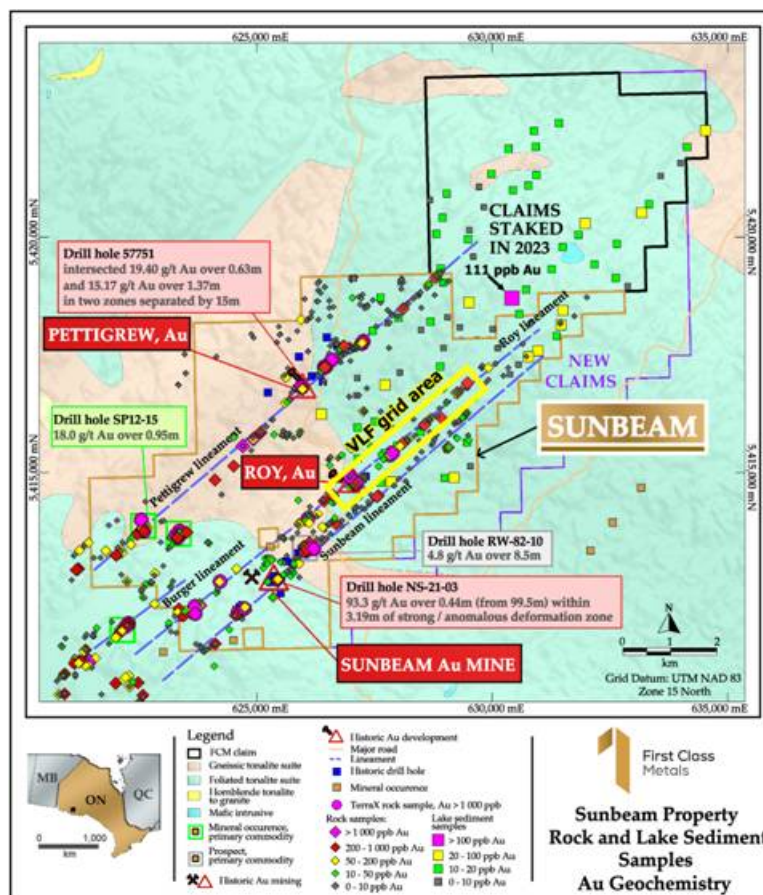 625,000 mE
630,000 mE
635,000 mE
5,420,000 mN
5,420,000 mN
CLAIMS
STAKED
IN 2023
111 ppb Au
Drill hole 57751
intersected 19.40 g/t Au over 0.63m
and 15.17 g/t Au over 1.37m
in two zones separated by 15m
PETTIGREW, Au
Roy lineament
NEW
CLAIMS
VLF grid area
SUNBEAM
Drill hole SP12-15
18.0 g/t Au over 0.95m
Pettigrew lineament
ROY, Au
5,415,000 mN
5,415,000 mN
Sunbeam lineament
Drill hole RW-82-10
4.8 g/t Au over 8.5m
Burger lineament
Drill hole NS-21-03
93.3 g/t Au over 0.44m (from 99.5m) within
3.19m of strong / anomalous deformation zone
SUNBEAM Au MINE
N
0 1 2
km
Grid Datum: UTM NAD 83
Zone 15 North
625,000 mE
630,000 mE
635,000 mE
MB
ON
QC
0 1,000
km
Legend
FCM claim
Gneissic tonalite suite
Foliated tonalite suite
Hornblende tonalite
to granite
Mafic intrusive
Mineral occurence,
primary commodity
Prospect,
primary commodity
Historic Au mining
Historic Au development
Major road
Lineament
Historic drill hole
Mineral occurence
TerraX rock sample, Au > 1 000 ppb
Rock samples:
> 1 000 ppb Au
200 - 1 000 ppb Au
50 - 200 ppb Au
10 - 50 ppb Au
0 - 10 ppb Au
Lake sediment
samples
>100 ppb Au
20 - 100 ppb Au
10 - 20 ppb Au
0 - 10 ppb Au
First Class
Metals
Sunbeam Property
Rock and Lake Sediment
Samples
Au Geochemistry